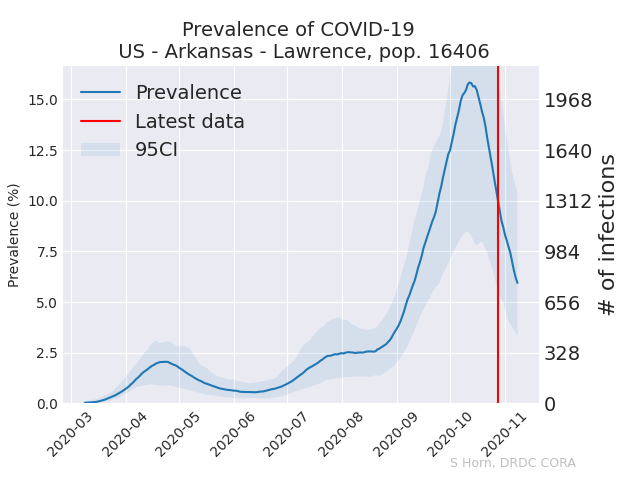 Prevalence of COVID-19
US - Arkansas - Lawrence, pop. 16406
Prevalence
Latest data
95CI
Prevalence (%)
15.0
12.5
10.0
7.5
5.0
2.5
0.0
1968
1640
1312
984
656
328
0
# of infections
2020-03
2020-04
2020-05
2020-06
2020-07
2020-08
2020-09
2020-10
2020-11
S Horn, DRDC CORA